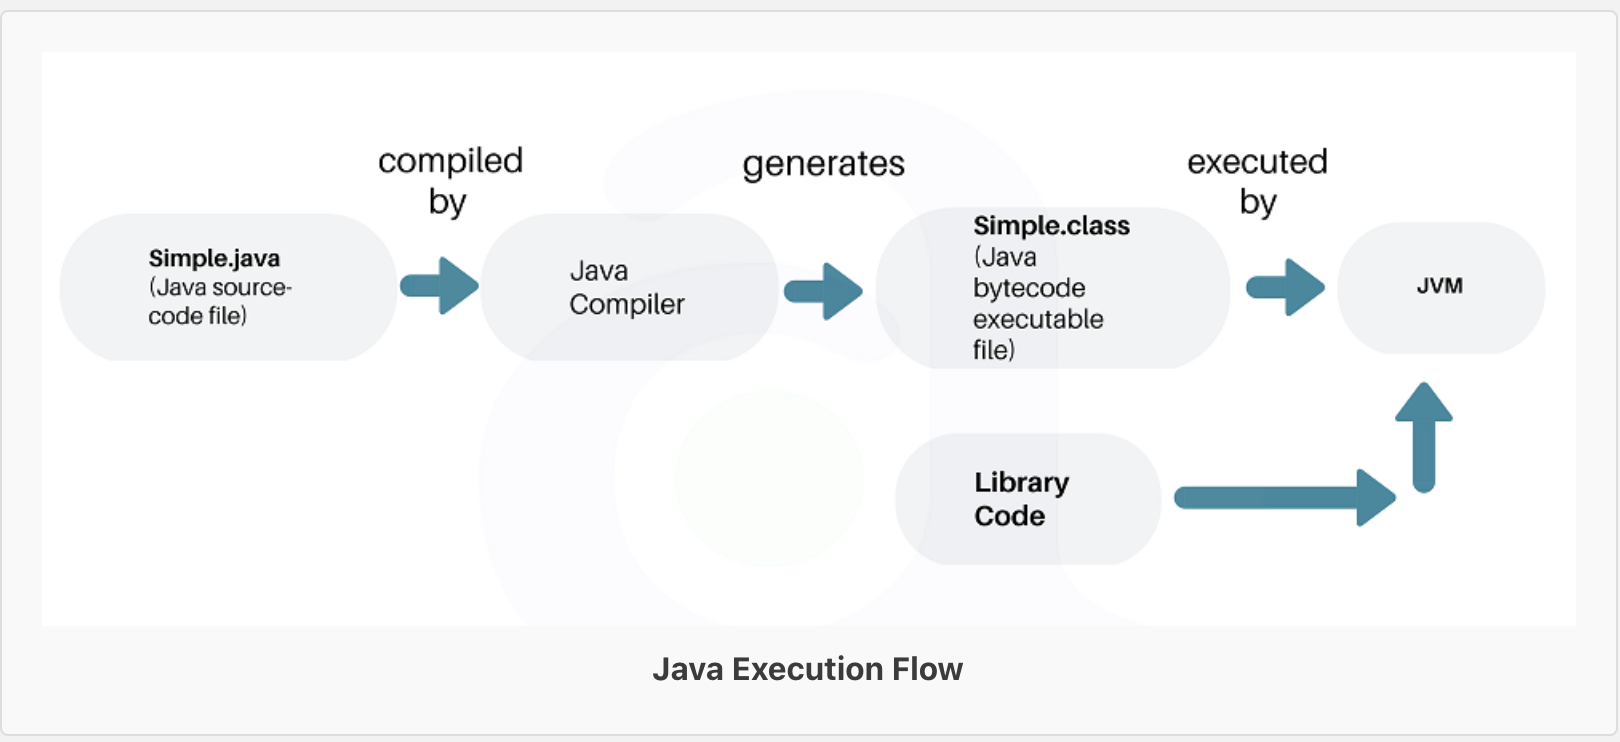 compiled
by
generates
executed
by
Simple.java
(Java source-
code file)
Java
Compiler
Simple.class
(Java
bytecode
executable
file)
JVM
Library
Code
Java Execution Flow